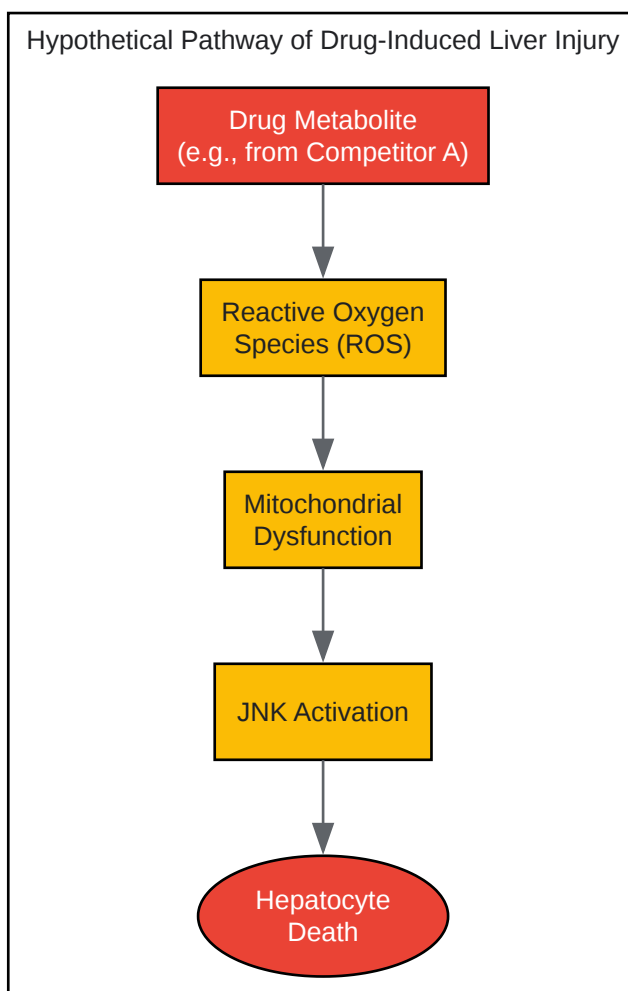 Hypothetical Pathway of Drug-Induced Liver Injury
Drug Metabolite
(e.g., from Competitor A)
Reactive Oxygen
Species (ROS)
Mitochondrial
Dysfunction
JNK Activation
Hepatocyte
Death